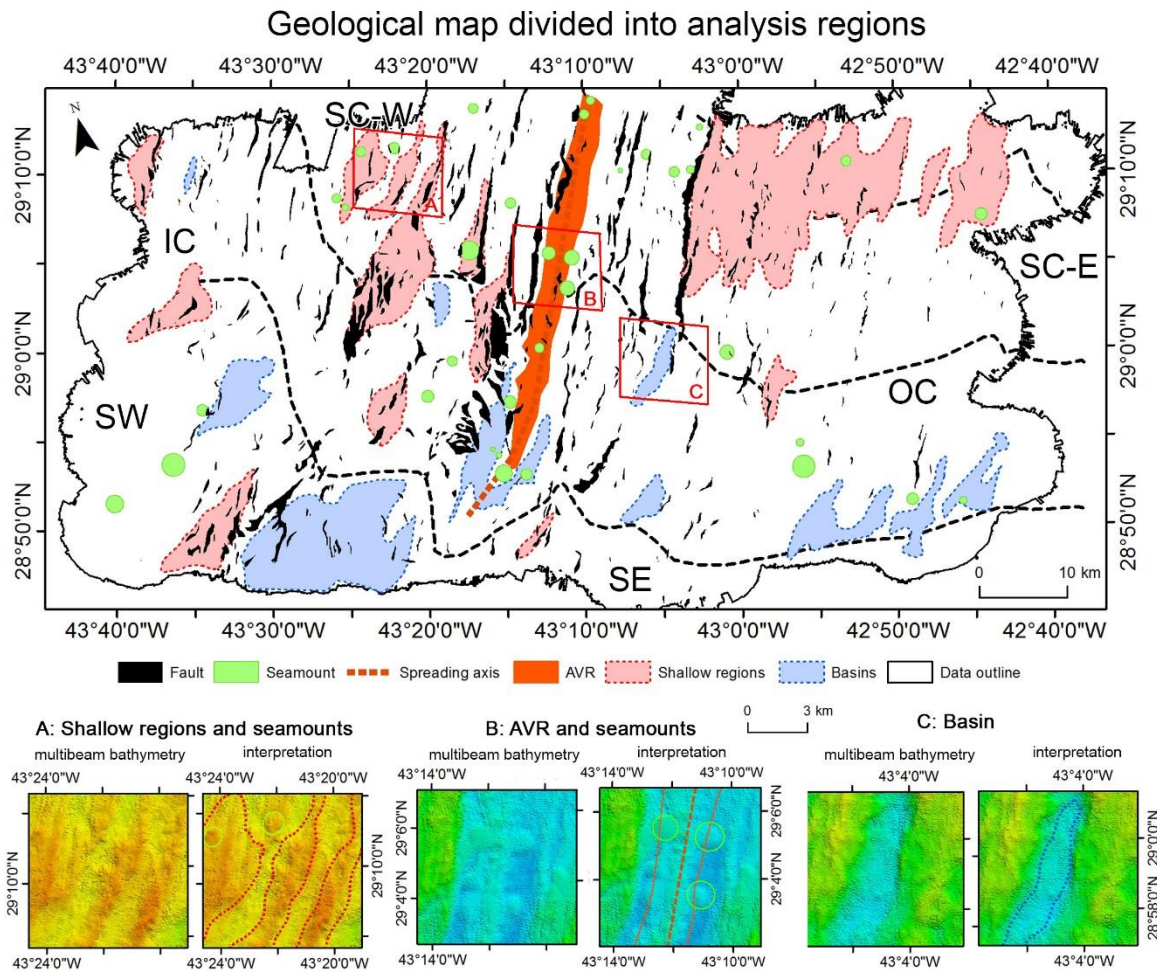 Geological map divided into analysis regions
43°40'0"W 43°30'0"W 43°20'0"W 43°10'0"W 43°0'0"W 42°50'0"W 42°40'0"W
N
SC-W
29°10'0"N
29°10'0"N
A
IC
SC-E
B
29°0'0"N
29°0'0"N
C
SW
OC
28°50'0"N
28°50'0"N
SE
0 10 km
43°40'0"W 43°30'0"W 43°20'0"W 43°10'0"W 43°0'0"W 42°50'0"W 42°40'0"W
Fault Seamount Spreading axis AVR Shallow regions Basins Data outline
0 3 km
A: Shallow regions and seamounts
multibeam bathymetry interpretation
43°24'0"W 43°24'0"W 43°20'0"W
29°10'0"N
29°10'0"N
43°24'0"W 43°24'0"W 43°20'0"W
B: AVR and seamounts
multibeam bathymetry interpretation
43°14'0"W 43°14'0"W 43°10'0"W
29°6'0"N
29°6'0"N
29°4'0"N
29°4'0"N
43°14'0"W 43°14'0"W 43°10'0"W
C: Basin
multibeam bathymetry interpretation
43°4'0"W 43°4'0"W
29°0'0"N
28°58'0"N
43°4'0"W 43°4'0"W